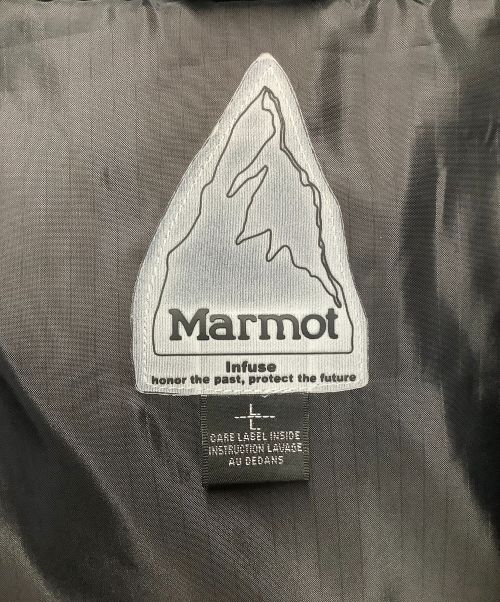 Marmot
Infuse
honor the past, protect the future
L
L
CARE LABEL INSIDE
INSTRUCTION LAVAGE
AU DEDANS